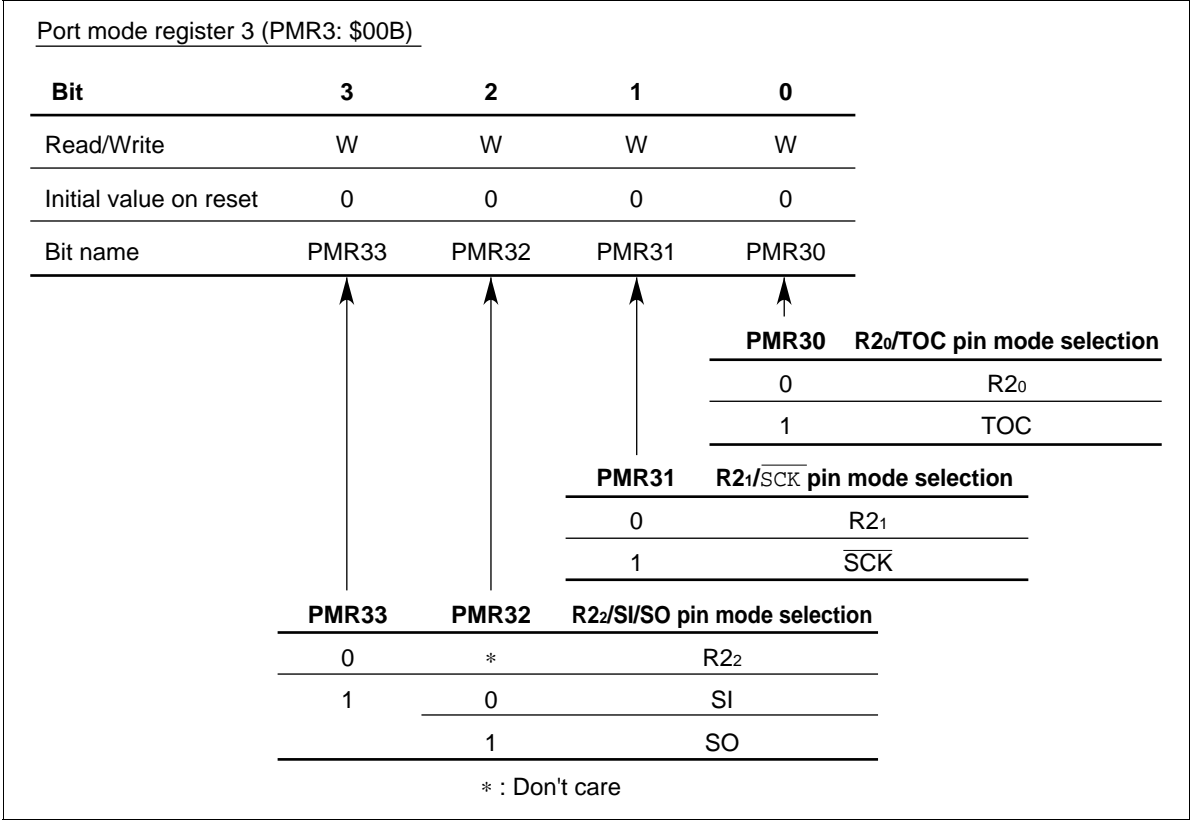 Port mode register 3 (PMR3: $00B)
Bit 3 2 1 0
Read/Write W W W W
Initial value on reset 0 0 0 0
Bit name PMR33 PMR32 PMR31 PMR30
PMR30 R20/TOC pin mode selection
0 R20
1 TOC
PMR31 R21/S̅C̅K̅ pin mode selection
0 R21
1 S̅C̅K̅
PMR33 PMR32 R22/SI/SO pin mode selection
0 * R22
1 0 SI
1 SO
* : Don't care